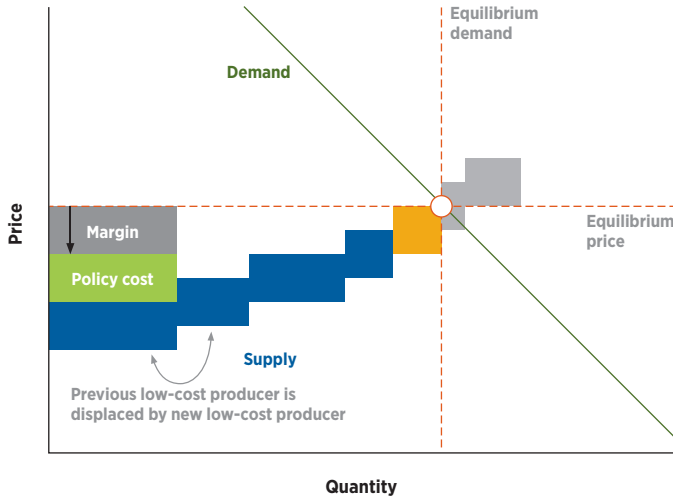 Equilibrium
demand
Demand
Price
Margin
Equilibrium
price
Policy cost
Supply
Previous low-cost producer is
displaced by new low-cost producer
Quantity